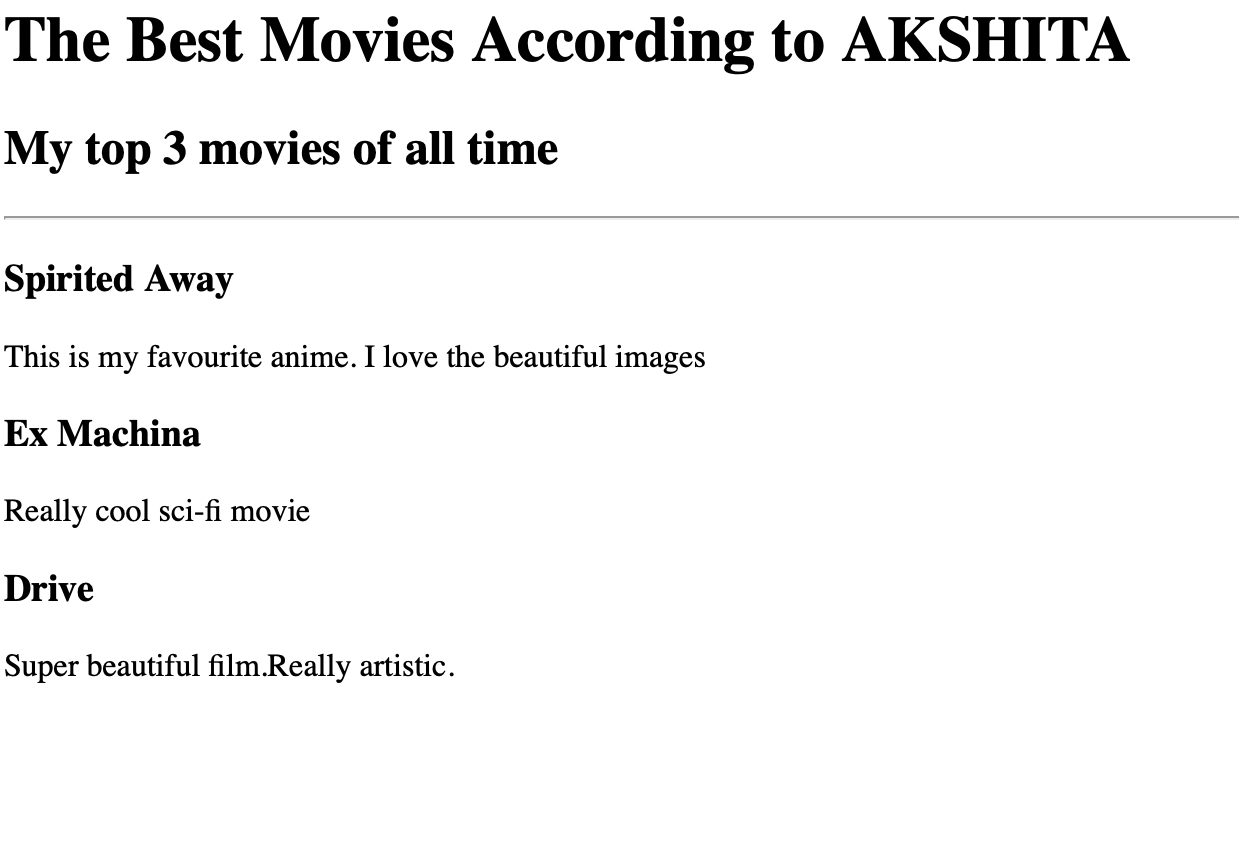 The Best Movies According to AKSHITA
My top 3 movies of all time
Spirited Away
This is my favourite anime. I love the beautiful images
Ex Machina
Really cool sci-fi movie
Drive
Super beautiful film.Really artistic.